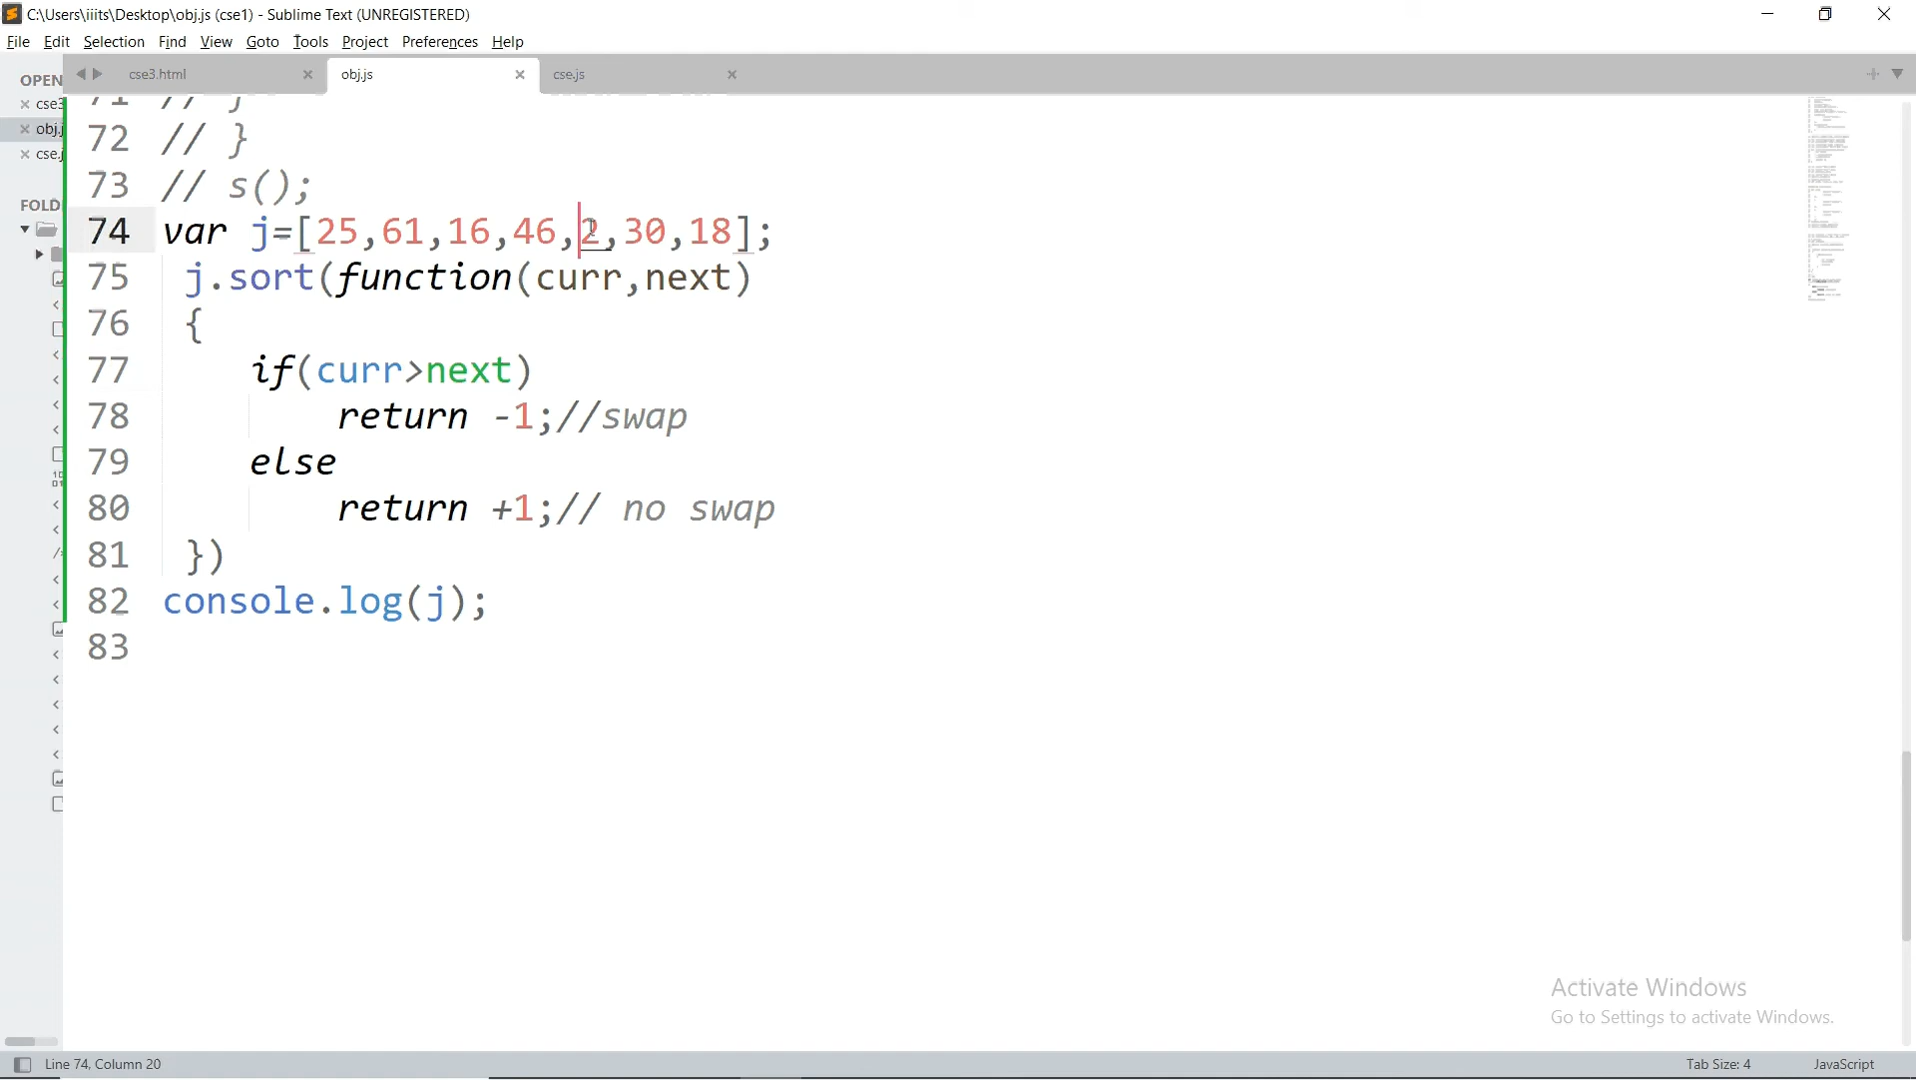 C:\Users\iiits\Desktop\obj.js (cse1) - Sublime Text (UNREGISTERED)
File Edit Selection Find View Goto Tools Project Preferences Help
OPEN
cse3.html
obj.js
cse.js
cse3
obj.j
cse.j
FOLD
71 // }
72 // }
73 // s();
74 var j=[25,61,16,46,2,30,18];
75 j.sort(function(curr,next)
76 {
77 if(curr>next)
78 return -1;//swap
79 else
80 return +1;// no swap
81 })
82 console.log(j);
83
Activate Windows
Go to Settings to activate Windows.
Line 74, Column 20
Tab Size: 4
JavaScript